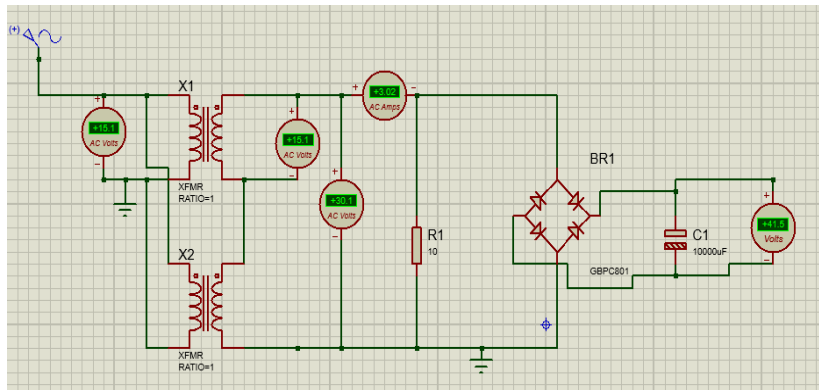 (+)
X1
+
+15.1
AC Volts
−
XFMR
RATIO=1
+
+15.1
AC Volts
−
+
+3.02
AC Amps
−
+
+30.1
AC Volts
−
R1
10
BR1
GBPC801
C1
10000uF
+
+41.5
Volts
−
X2
XFMR
RATIO=1